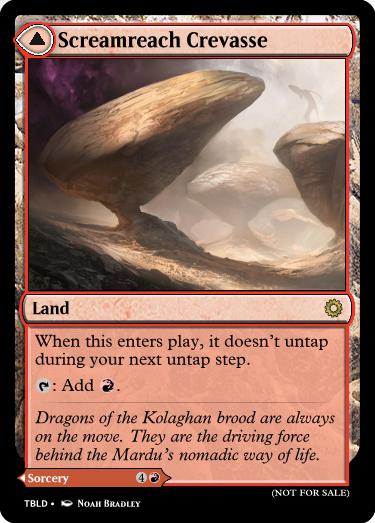 Screamreach Crevasse
Land
When this enters play, it doesn't untap
during your next untap step.
: Add .
Dragons of the Kolaghan brood are always
on the move. They are the driving force
behind the Mardu's nomadic way of life.
Sorcery 4
(NOT FOR SALE)
TBLD • NOAH BRADLEY